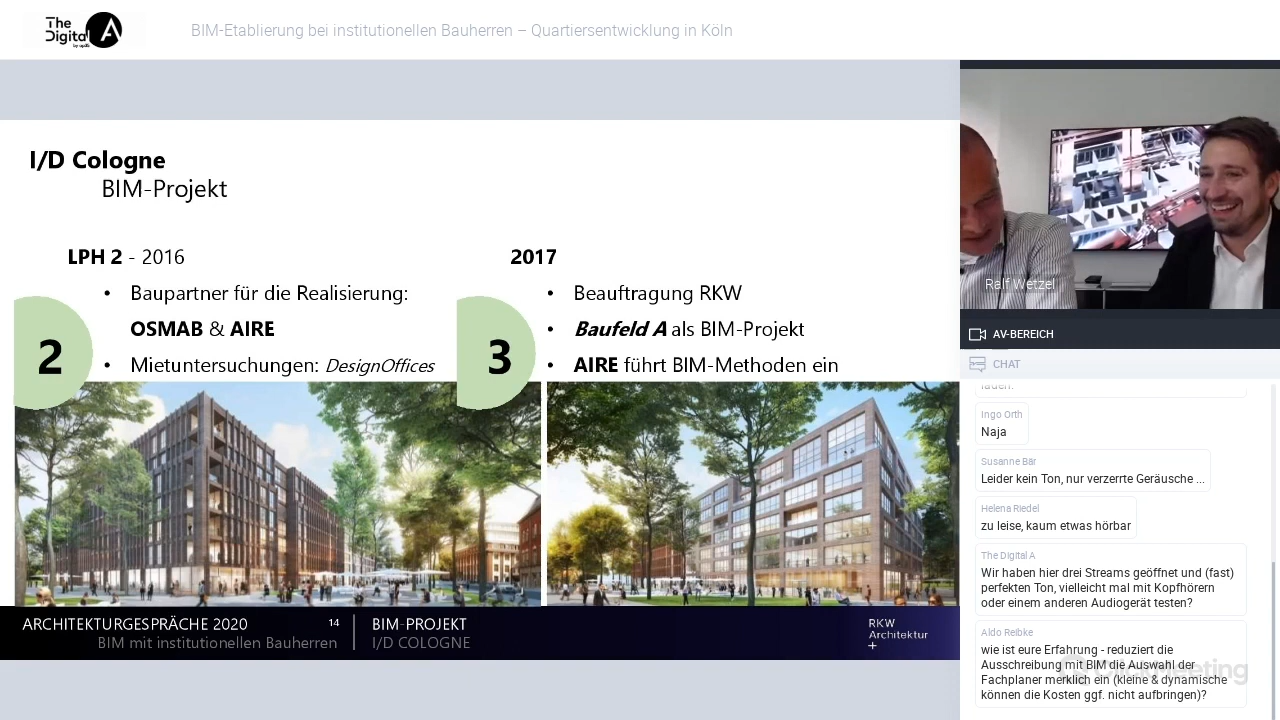 The Digital A
by up25
BIM-Etablierung bei institutionellen Bauherren – Quartiersentwicklung in Köln
I/D Cologne
BIM-Projekt
LPH 2 - 2016
• Baupartner für die Realisierung:
OSMAB & AIRE
• Mietuntersuchungen: DesignOffices
2
2017
• Beauftragung RKW
• Baufeld A als BIM-Projekt
• AIRE führt BIM-Methoden ein
3
ARCHITEKTURGESPRÄCHE 2020
BIM mit institutionellen Bauherren
14
BIM-PROJEKT
I/D COLOGNE
RKW
Architektur
+
Ralf Wetzel
AV-BEREICH
CHAT
laden.
Ingo Orth
Naja
Susanne Bär
Leider kein Ton, nur verzerrte Geräusche ...
Helena Riedel
zu leise, kaum etwas hörbar
The Digital A
Wir haben hier drei Streams geöffnet und (fast)
perfekten Ton, vielleicht mal mit Kopfhörern
oder einem anderen Audiogerät testen?
Aldo Reibke
wie ist eure Erfahrung - reduziert die
Ausschreibung mit BIM die Auswahl der
Fachplaner merklich ein (kleine & dynamische
können die Kosten ggf. nicht aufbringen)?
ClickMeeting